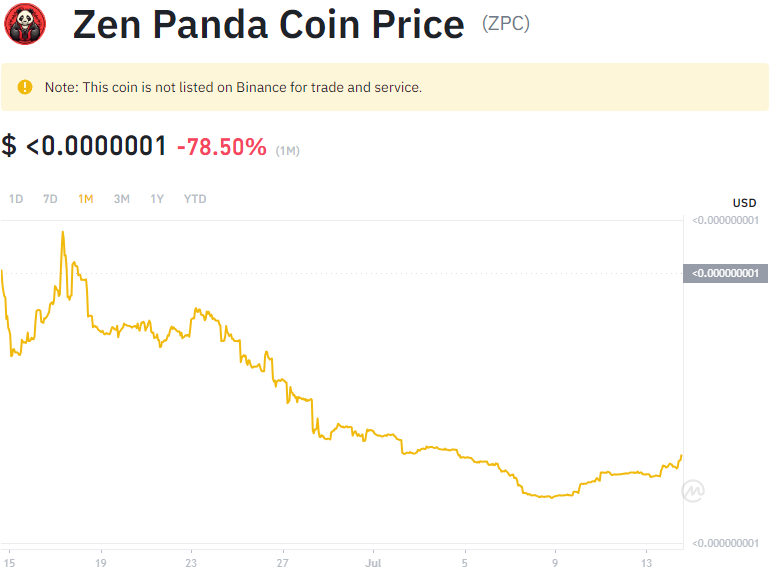 Zen Panda Coin Price (ZPC)
Note: This coin is not listed on Binance for trade and service.
$ <0.0000001 -78.50% (1M)
1D 7D 1M 3M 1Y YTD
USD
<0.000000001
<0.000000001
<0.000000001
15 19 23 27 Jul 5 9 13